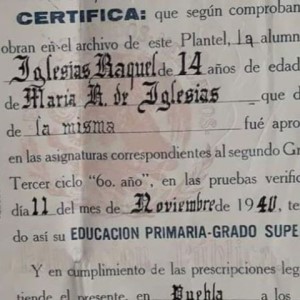 CERTIFICA: que según comproban
obran en el archivo de este Plantel, la alumn
Iglesias Raquel de 14 años de edad
de Maria R. de Iglesias que d
de la misma fué apro
en las asignaturas correspondientes al segundo Gr
Tercer ciclo "6o. año", en las pruebas verific
día 11 del mes de Noviembre de 1940, te
do así su EDUCACION PRIMARIA-GRADO SUPE
Y en cumplimiento de las prescripciones leg
tiende el presente, en Puebla a los